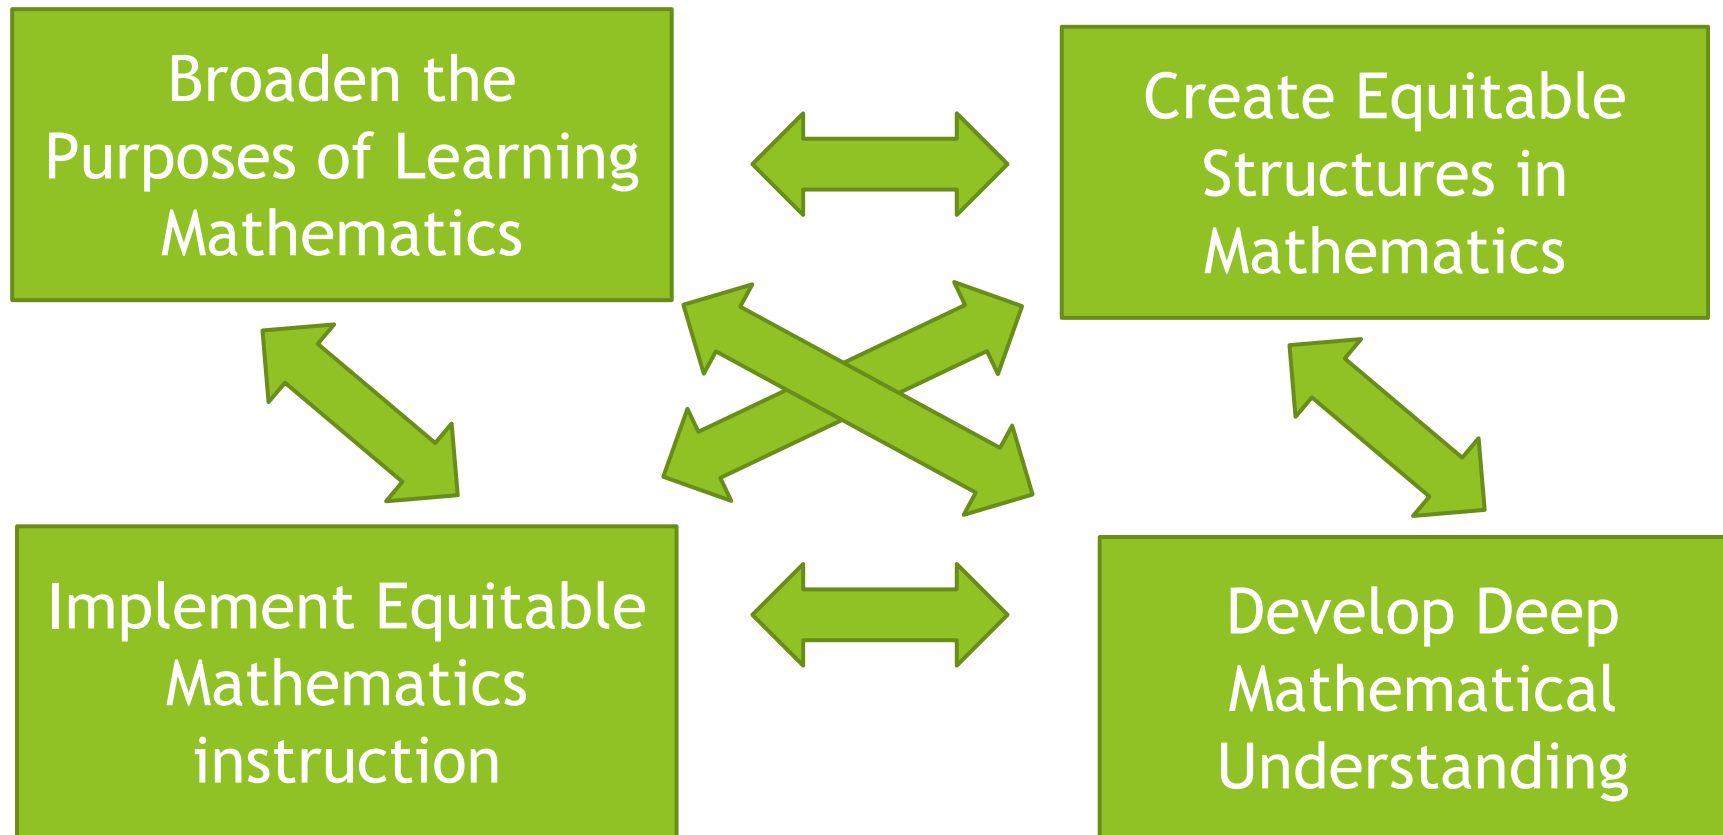 Broaden the
Purposes of Learning
Mathematics
Create Equitable
Structures in
Mathematics
Implement Equitable
Mathematics
instruction
Develop Deep
Mathematical
Understanding